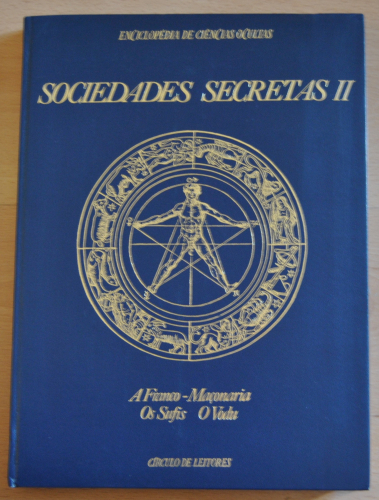 ENCICLOPÉDIA DE CIÊNCIAS OCULTAS
SOCIEDADES SECRETAS II
A Franco-Maçonaria
Os Sufis O Vodu
CÍRCULO DE LEITORES